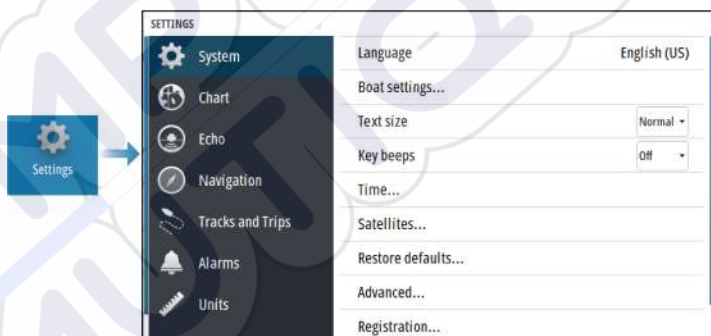 SETTINGS
Settings
System
Chart
Echo
Navigation
Tracks and Trips
Alarms
Units
Language English (US)
Boat settings...
Text size Normal
Key beeps Off
Time...
Satellites...
Restore defaults...
Advanced...
Registration...